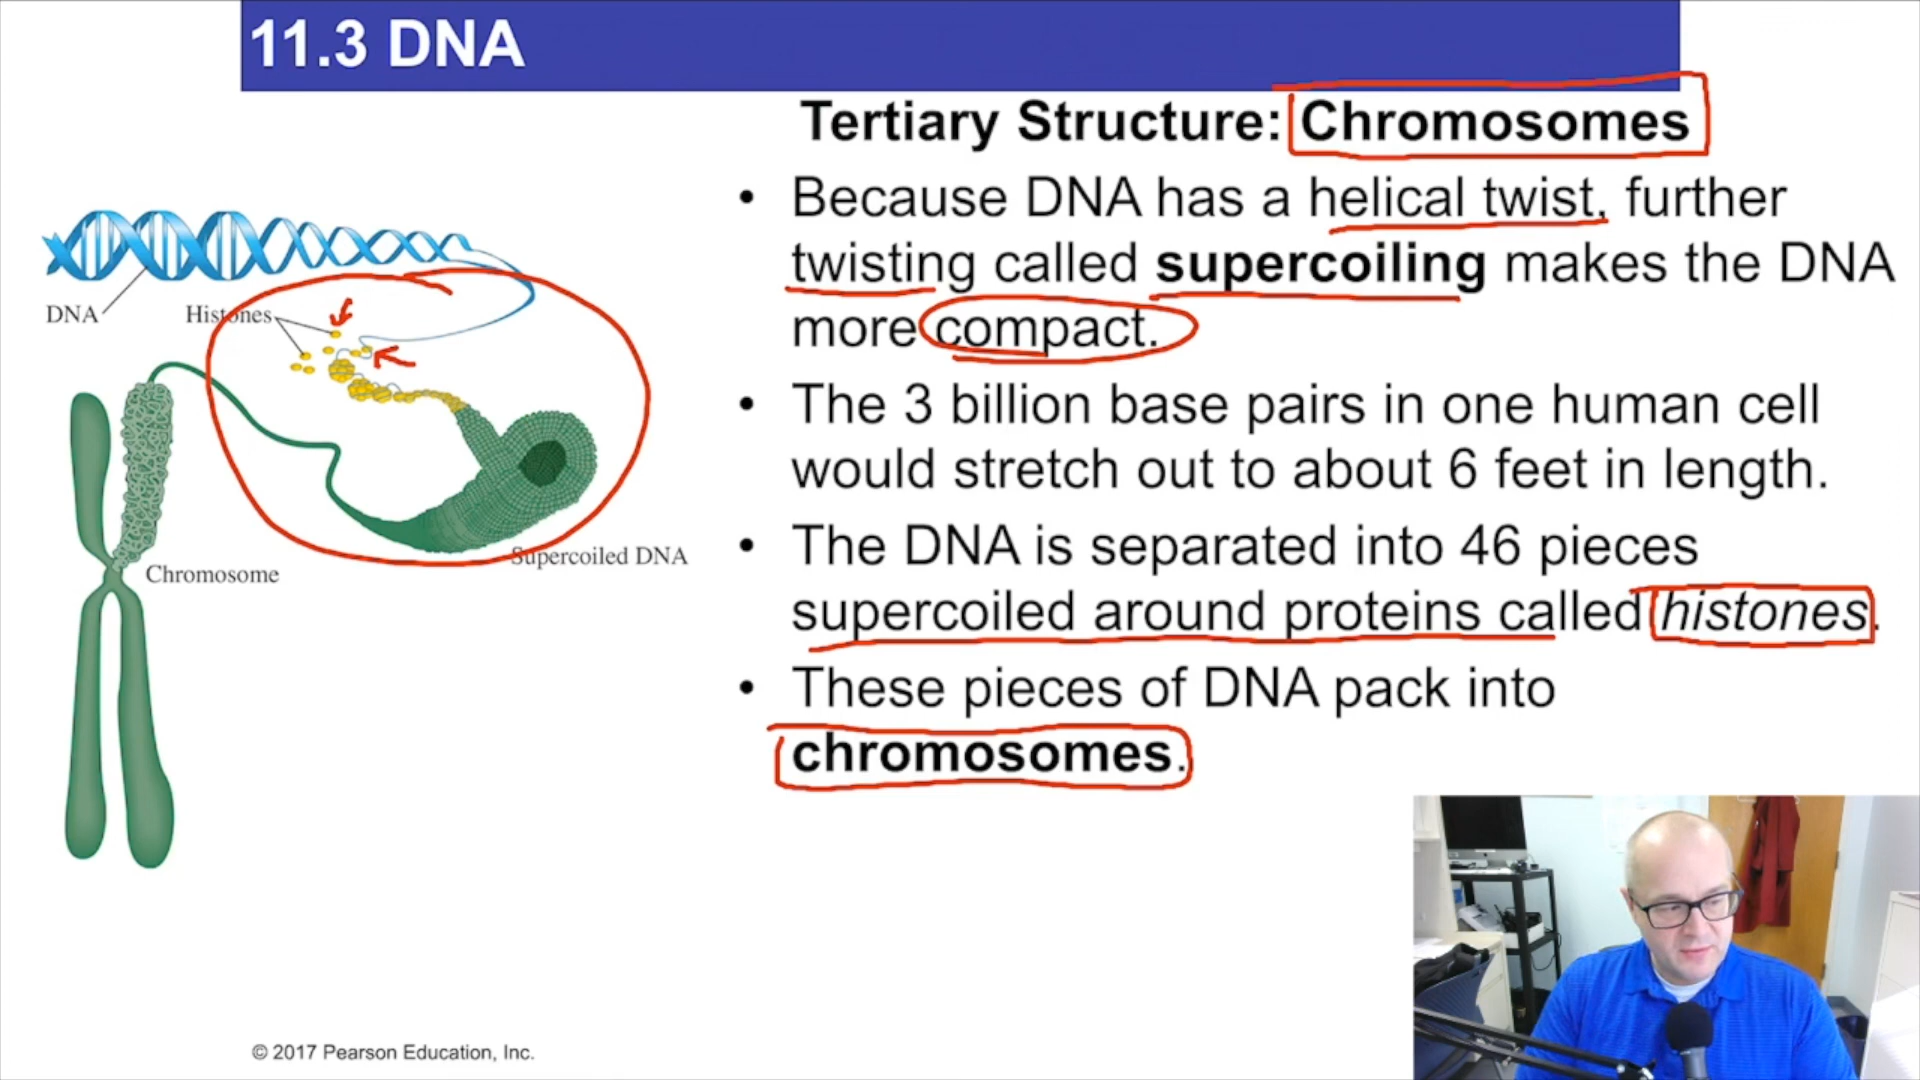 11.3 DNA
Tertiary Structure: Chromosomes
• Because DNA has a helical twist, further
twisting called supercoiling makes the DNA
more compact.
• The 3 billion base pairs in one human cell
would stretch out to about 6 feet in length.
• The DNA is separated into 46 pieces
supercoiled around proteins called histones.
• These pieces of DNA pack into
chromosomes.
DNA
Histones
Supercoiled DNA
Chromosome
© 2017 Pearson Education, Inc.